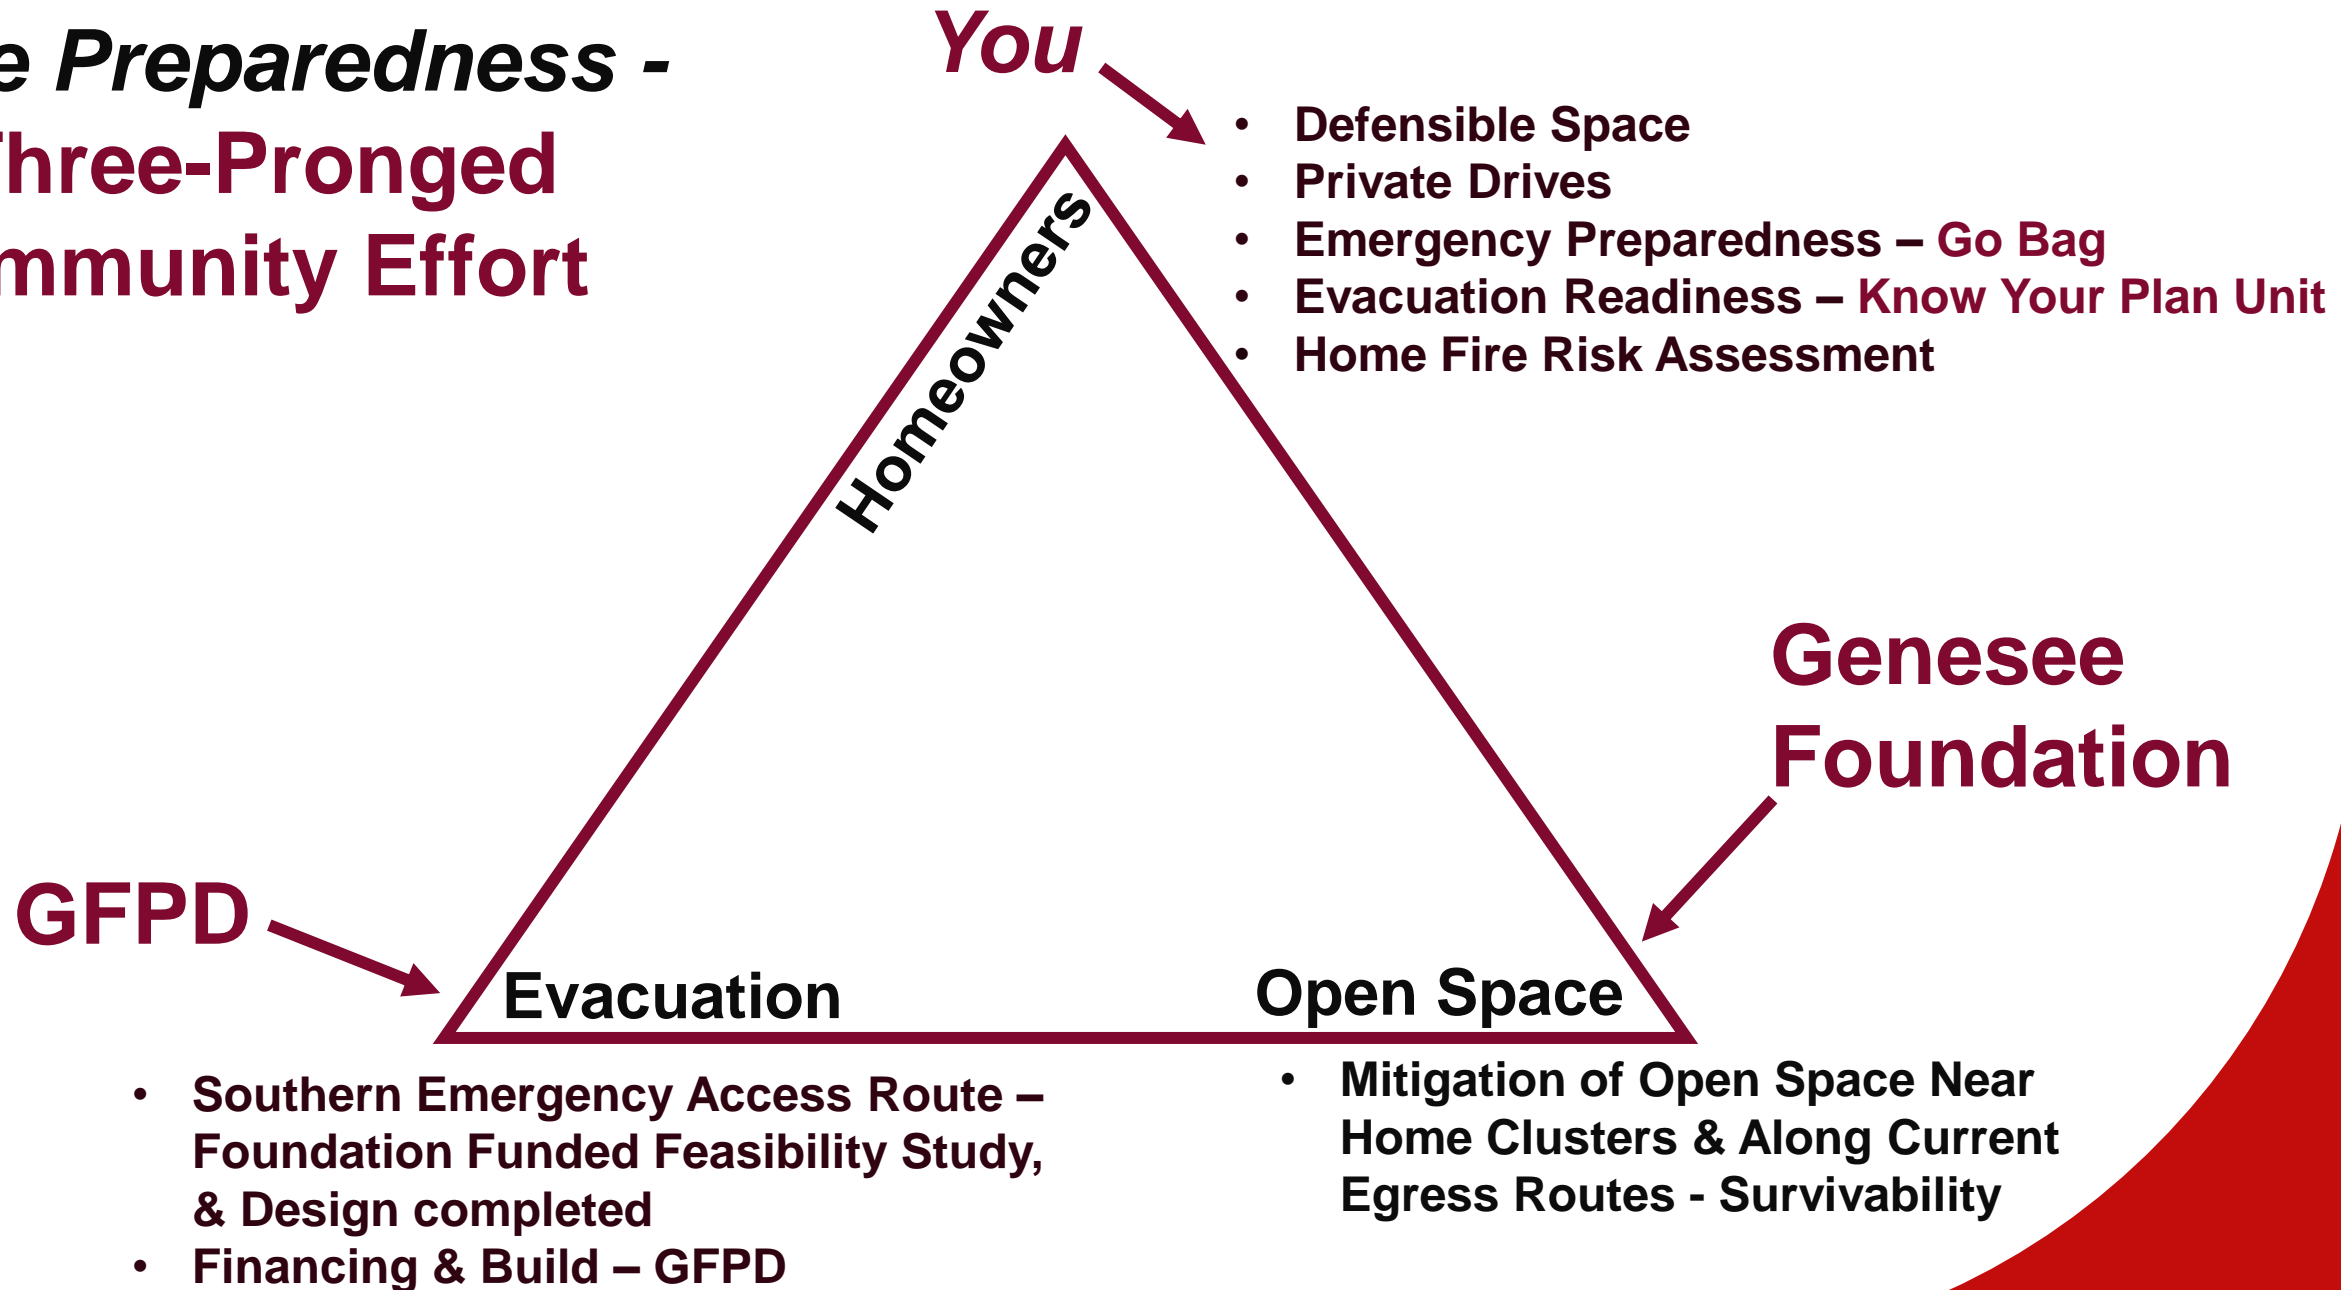 e Preparedness -
Three-Pronged
mmunity Effort
You
• Defensible Space
• Private Drives
• Emergency Preparedness – Go Bag
• Evacuation Readiness – Know Your Plan Unit
• Home Fire Risk Assessment
Homeowners
Genesee
Foundation
GFPD
Evacuation
Open Space
• Southern Emergency Access Route –
Foundation Funded Feasibility Study,
& Design completed
• Financing & Build – GFPD
• Mitigation of Open Space Near
Home Clusters & Along Current
Egress Routes - Survivability